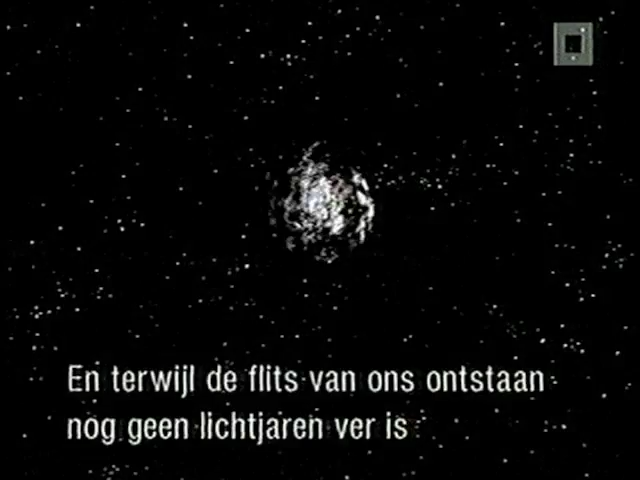 En terwijl de flits van ons ontstaan
nog geen lichtjaren ver is